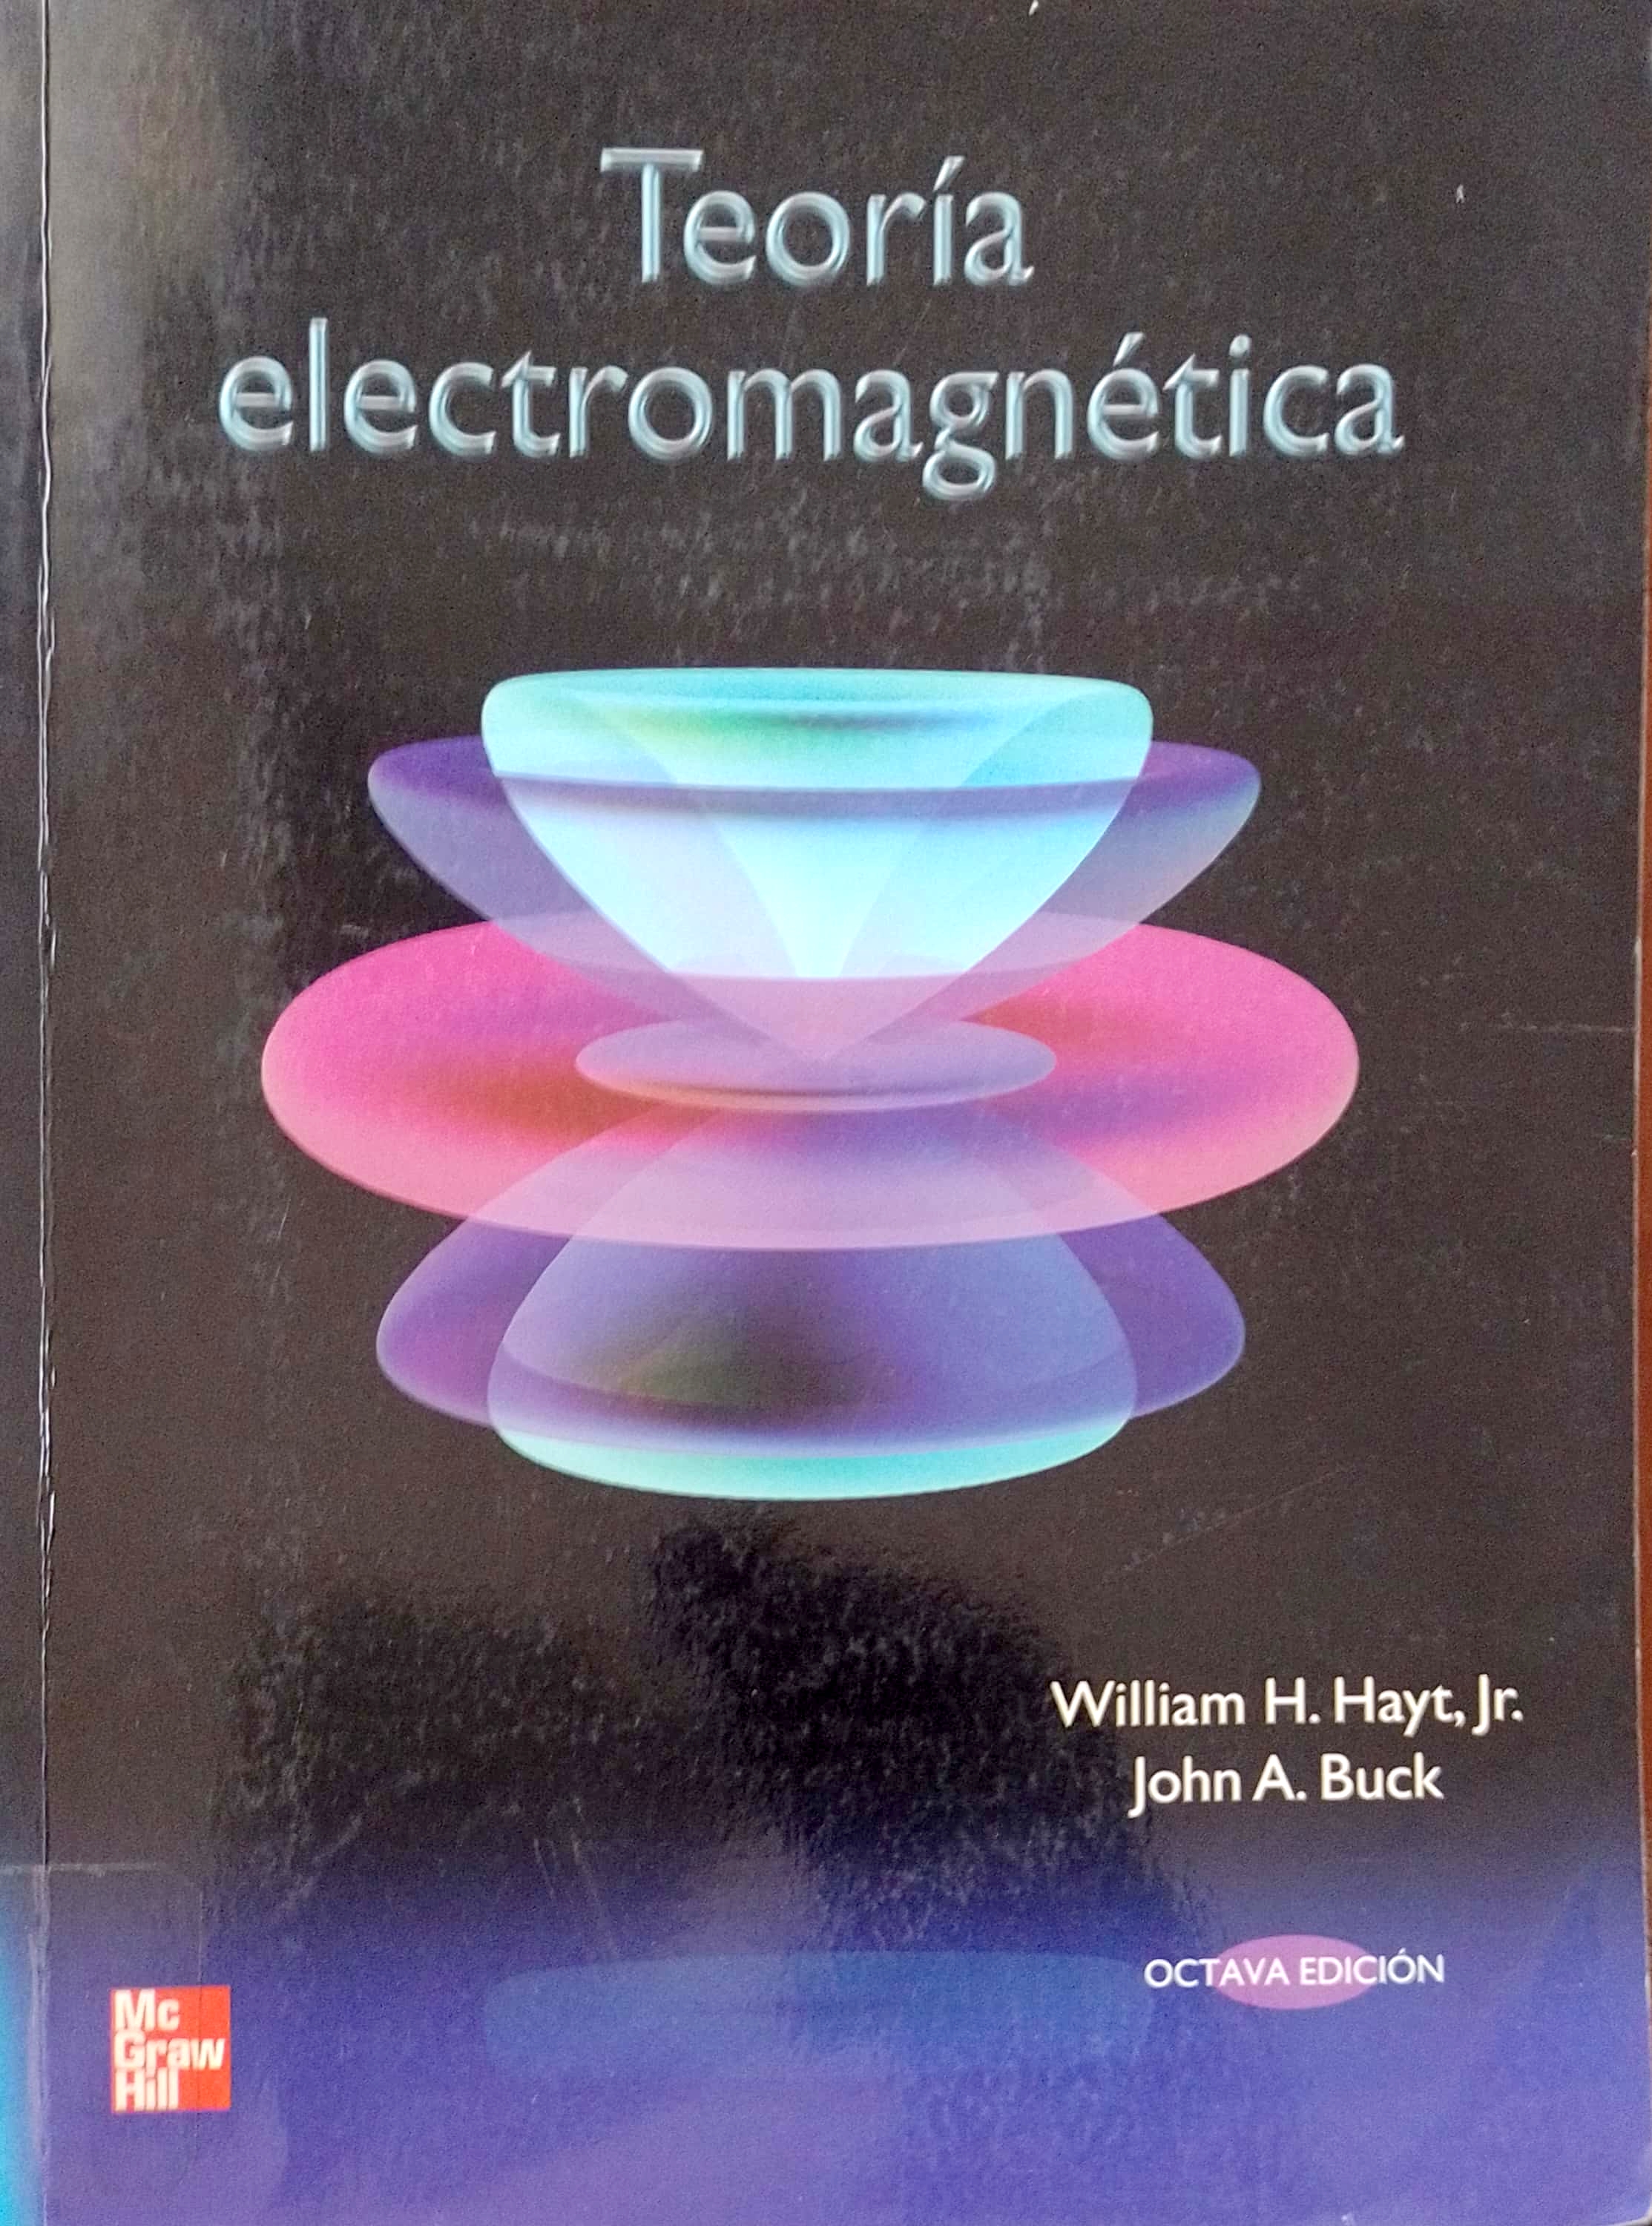 Teoría
electromagnética
William H. Hayt, Jr.
John A. Buck
OCTAVA EDICIÓN
Mc
Graw
Hill